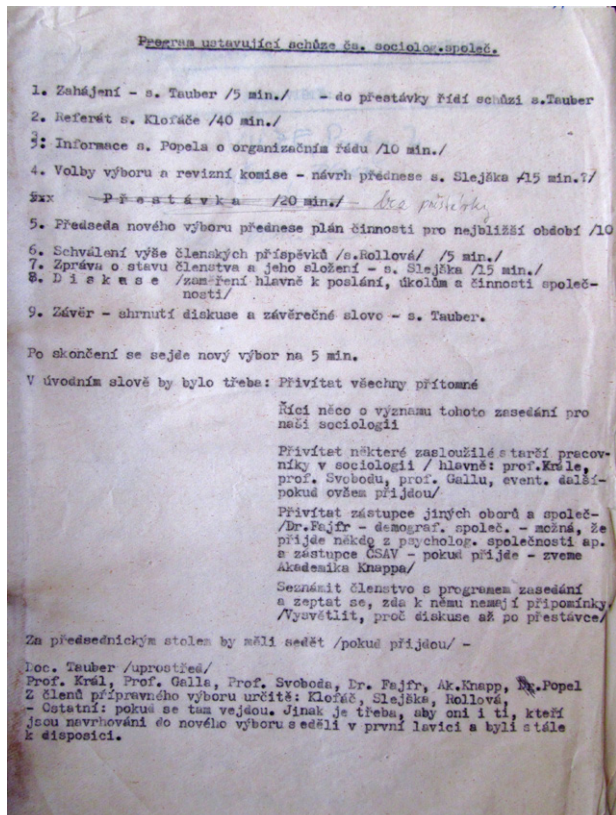 Program ustavující schůze čs. sociolog.společ.
1. Zahájení - s. Tauber /5 min./ - do přestávky řídí schůzi s.Tauber
2. Referát s. Klofáče /40 min./
3: Informace s. Popela o organizačním řádu /10 min./
4. Volby výboru a revizní komise - návrh přednese s. Slejška /15 min.?/
5xx P ř e s t á v k a /20 min./ - bez přestávky
5. Předseda nového výboru přednese plán činnosti pro nejbližší období /10
6. Schválení výše členských příspěvků /s.Rollová/ /5 min./
7. Zpráva o stavu členstva a jeho složení - s. Slejška /15 min./
8. D i s k u s e /zaměření hlavně k poslání, úkolům a činnosti společ-
nosti/
9. Závěr - shrnutí diskuse a závěrečné slovo - s. Tauber.
Po skončení se sejde nový výbor na 5 min.
V úvodním slově by bylo třeba: Přivítat všechny přítomné
Říci něco o významu tohoto zasedání pro
naši sociologii
Přivítat některé zasloužilé starší pracov-
níky v sociologii / hlavně: prof.Krále,
prof. Svobodu, prof. Gallu, event. další-
pokud ovšem přijdou/
Přivítat zástupce jiných oborů a společ-
/Dr.Fajfr - demograf. společ. - možná, že
přijde někdo z psycholog. společnosti ap.
a zástupce ČSAV - pokud přijde - zveme
Akademika Knappa/
Seznámit členstvo s programem zasedání
a zeptat se, zda k němu nemají připomínky.
/Vysvětlit, proč diskuse až po přestávce/
Za předsednickým stolem by měli sedět /pokud přijdou/ -
Doc. Tauber /uprostřed/
Prof. Král, Prof. Galla, Prof. Svoboda, Dr. Fajfr, Ak.Knapp, Dr.Popel
Z členů přípravného výboru určitě: Klofáč, Slejška, Rollová,
- Ostatní: pokud se tam vejdou. Jinak je třeba, aby oni i ti, kteří
jsou navrhováni do nového výboru seděli v první lavici a byli stále
k disposici.